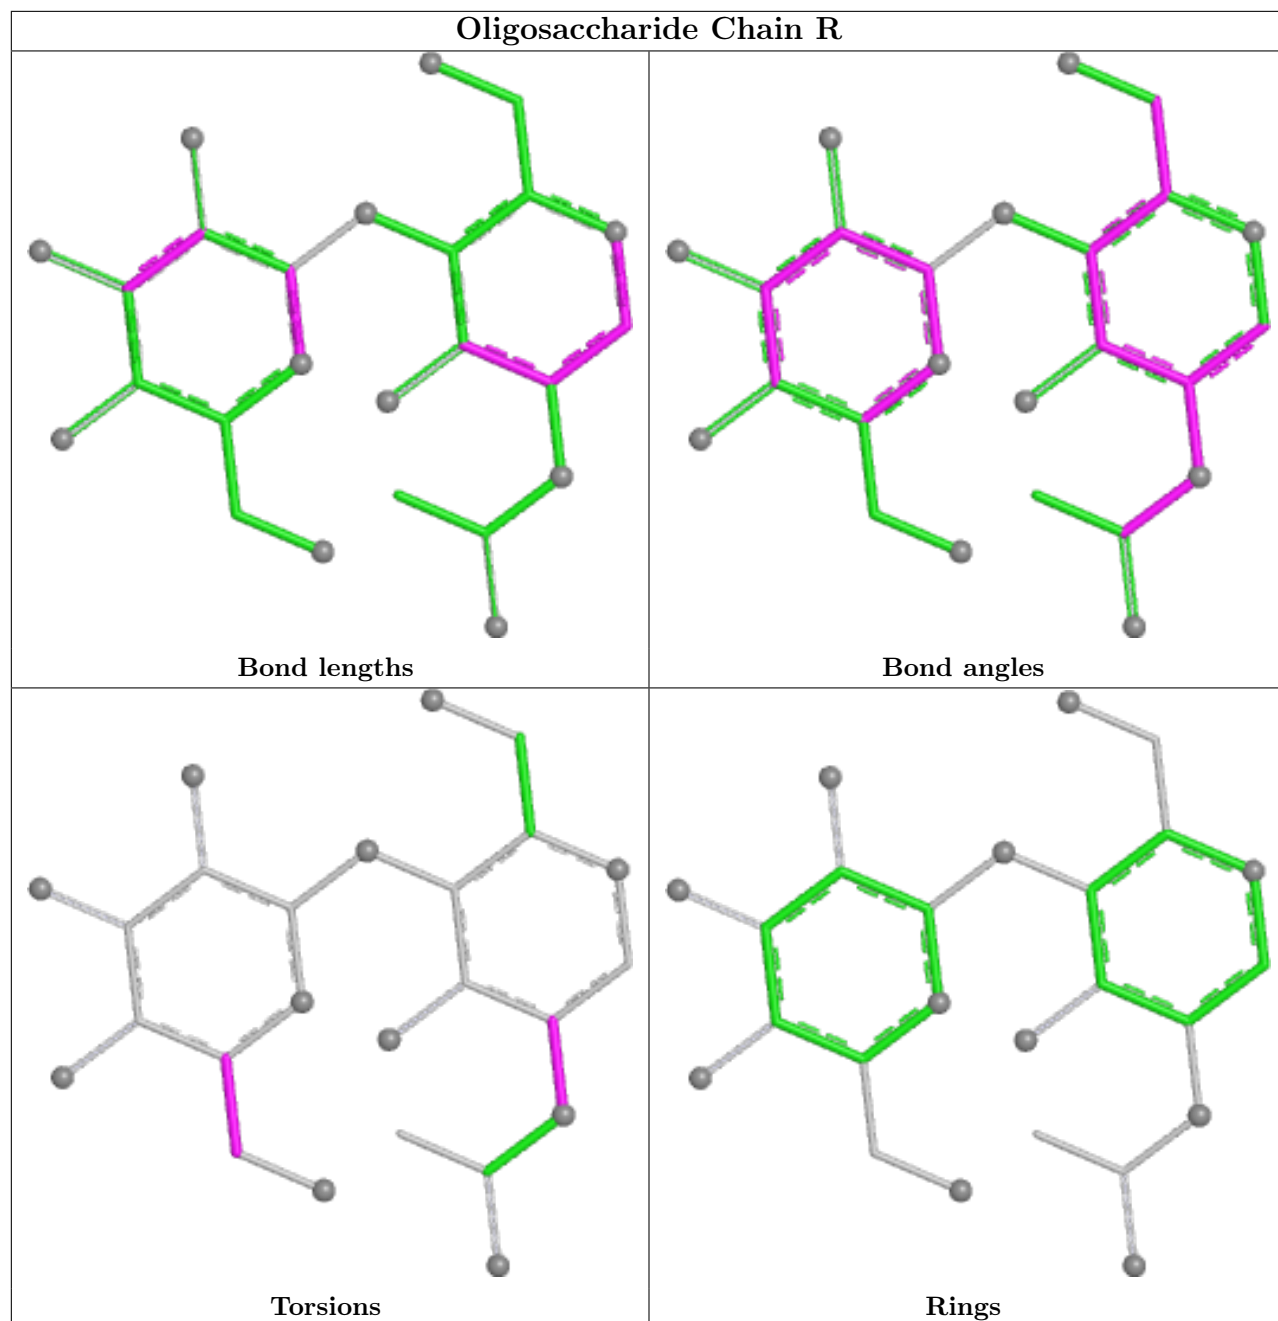 Oligosaccharide Chain R
Bond lengths
Bond angles
Torsions
Rings